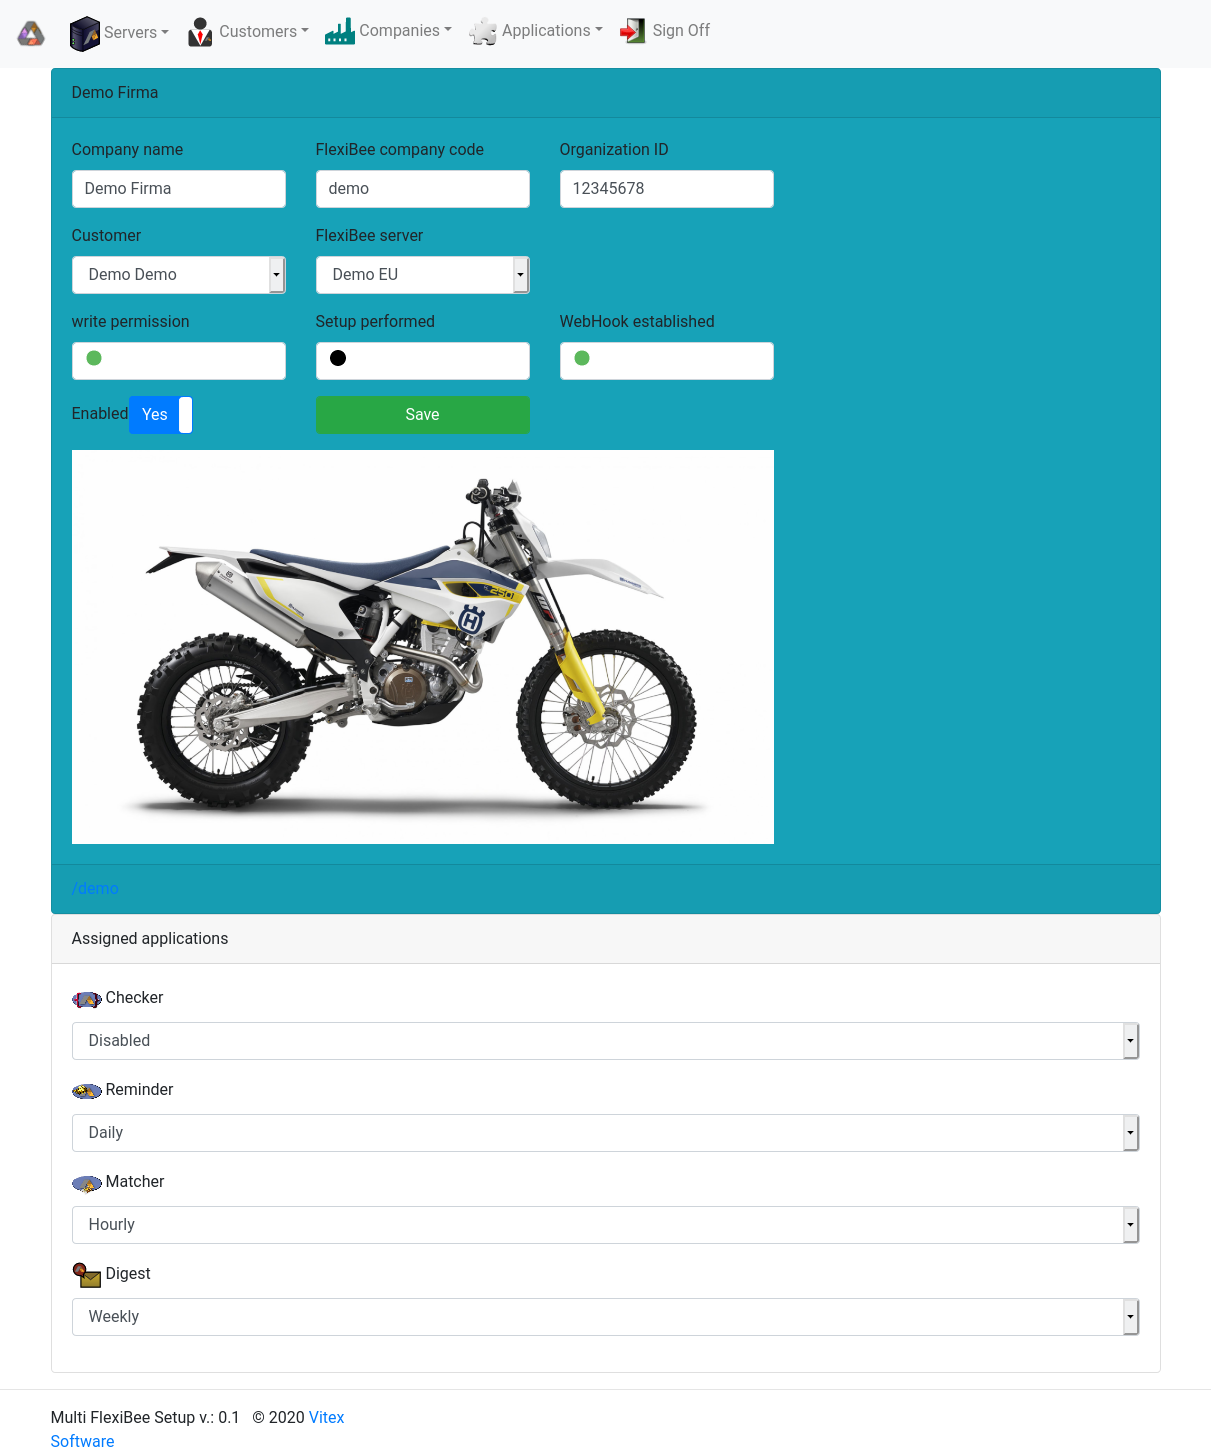 Servers Customers Companies Applications Sign Off
Demo Firma
Company name FlexiBee company code Organization ID
Demo Firma demo 12345678
Customer FlexiBee server
Demo Demo Demo EU
write permission Setup performed WebHook established
Enabled Yes Save
250
/demo
Assigned applications
Checker
Disabled
Reminder
Daily
Matcher
Hourly
Digest
Weekly
Multi FlexiBee Setup v.: 0.1 © 2020 Vitex
Software